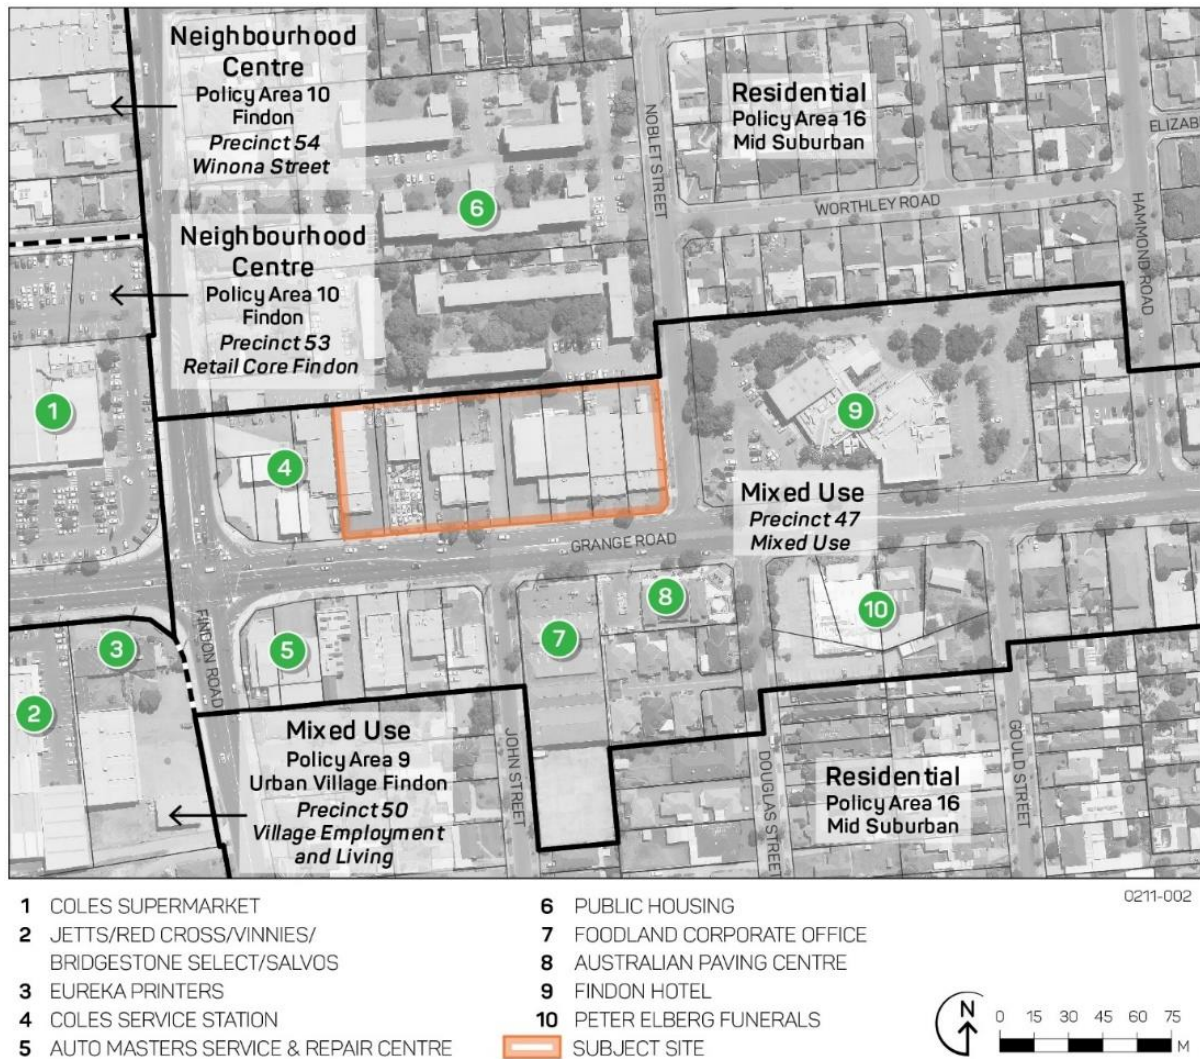 Neighbourhood
Centre
Policy Area 10
Findon
Precinct 54
Winona Street
Neighbourhood
Centre
Policy Area 10
Findon
Precinct 53
Retail Core Findon
Residential
Policy Area 16
Mid Suburban
NOBLET STREET
WORTHLEY ROAD
HAMMOND ROAD
ELIZAB
6
1
4
9
Mixed Use
Precinct 47
Mixed Use
GRANGE ROAD
FINDON ROAD
3
5
7
8
10
2
Mixed Use
Policy Area 9
Urban Village Findon
Precinct 50
Village Employment
and Living
JOHN STREET
DOUGLAS STREET
GOULD STREET
Residential
Policy Area 16
Mid Suburban
0211-002
1 COLES SUPERMARKET
2 JETTS/RED CROSS/VINNIES/
BRIDGESTONE SELECT/SALVOS
3 EUREKA PRINTERS
4 COLES SERVICE STATION
5 AUTO MASTERS SERVICE & REPAIR CENTRE
6 PUBLIC HOUSING
7 FOODLAND CORPORATE OFFICE
8 AUSTRALIAN PAVING CENTRE
9 FINDON HOTEL
10 PETER ELBERG FUNERALS
SUBJECT SITE
N
0 15 30 45 60 75
M